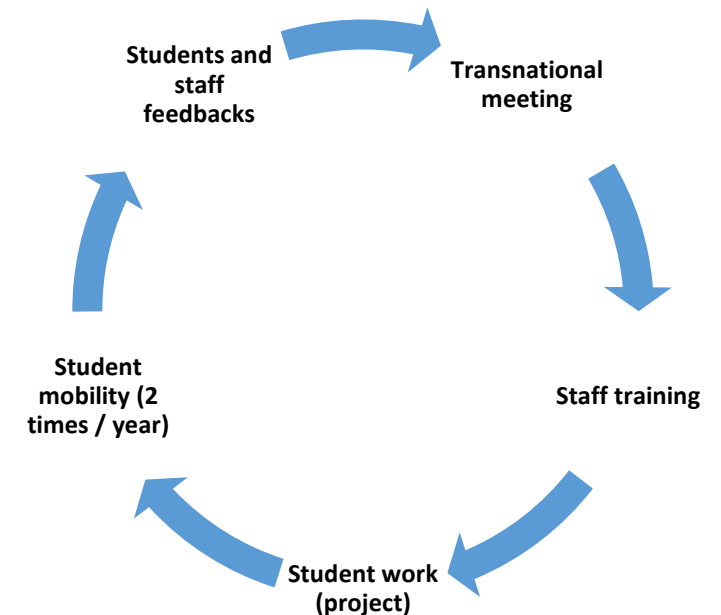 Students and
staff
feedbacks
Transnational
meeting
Staff training
Student work
(project)
Student
mobility (2
times / year)